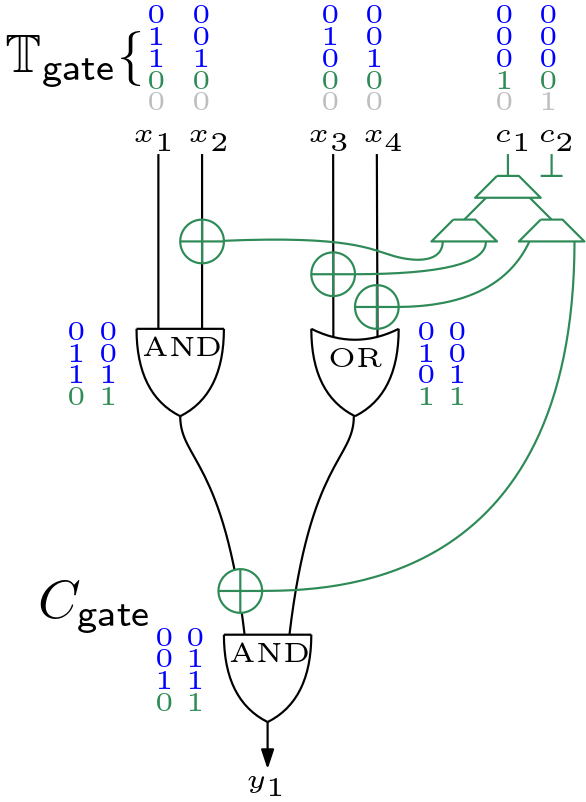 0 0 0 0 0 0
1 0 1 0 0 0
𝕋gate{ 1 1 0 1 0 0
0 0 0 0 1 0
0 0 0 0 0 1
x₁ x₂ x₃ x₄ c₁ c₂
0 0 AND OR 0 0
1 0 1 0
1 1 0 1
0 1 1 1
C_gate
0 0 AND
0 1
1 1
0 1
y₁